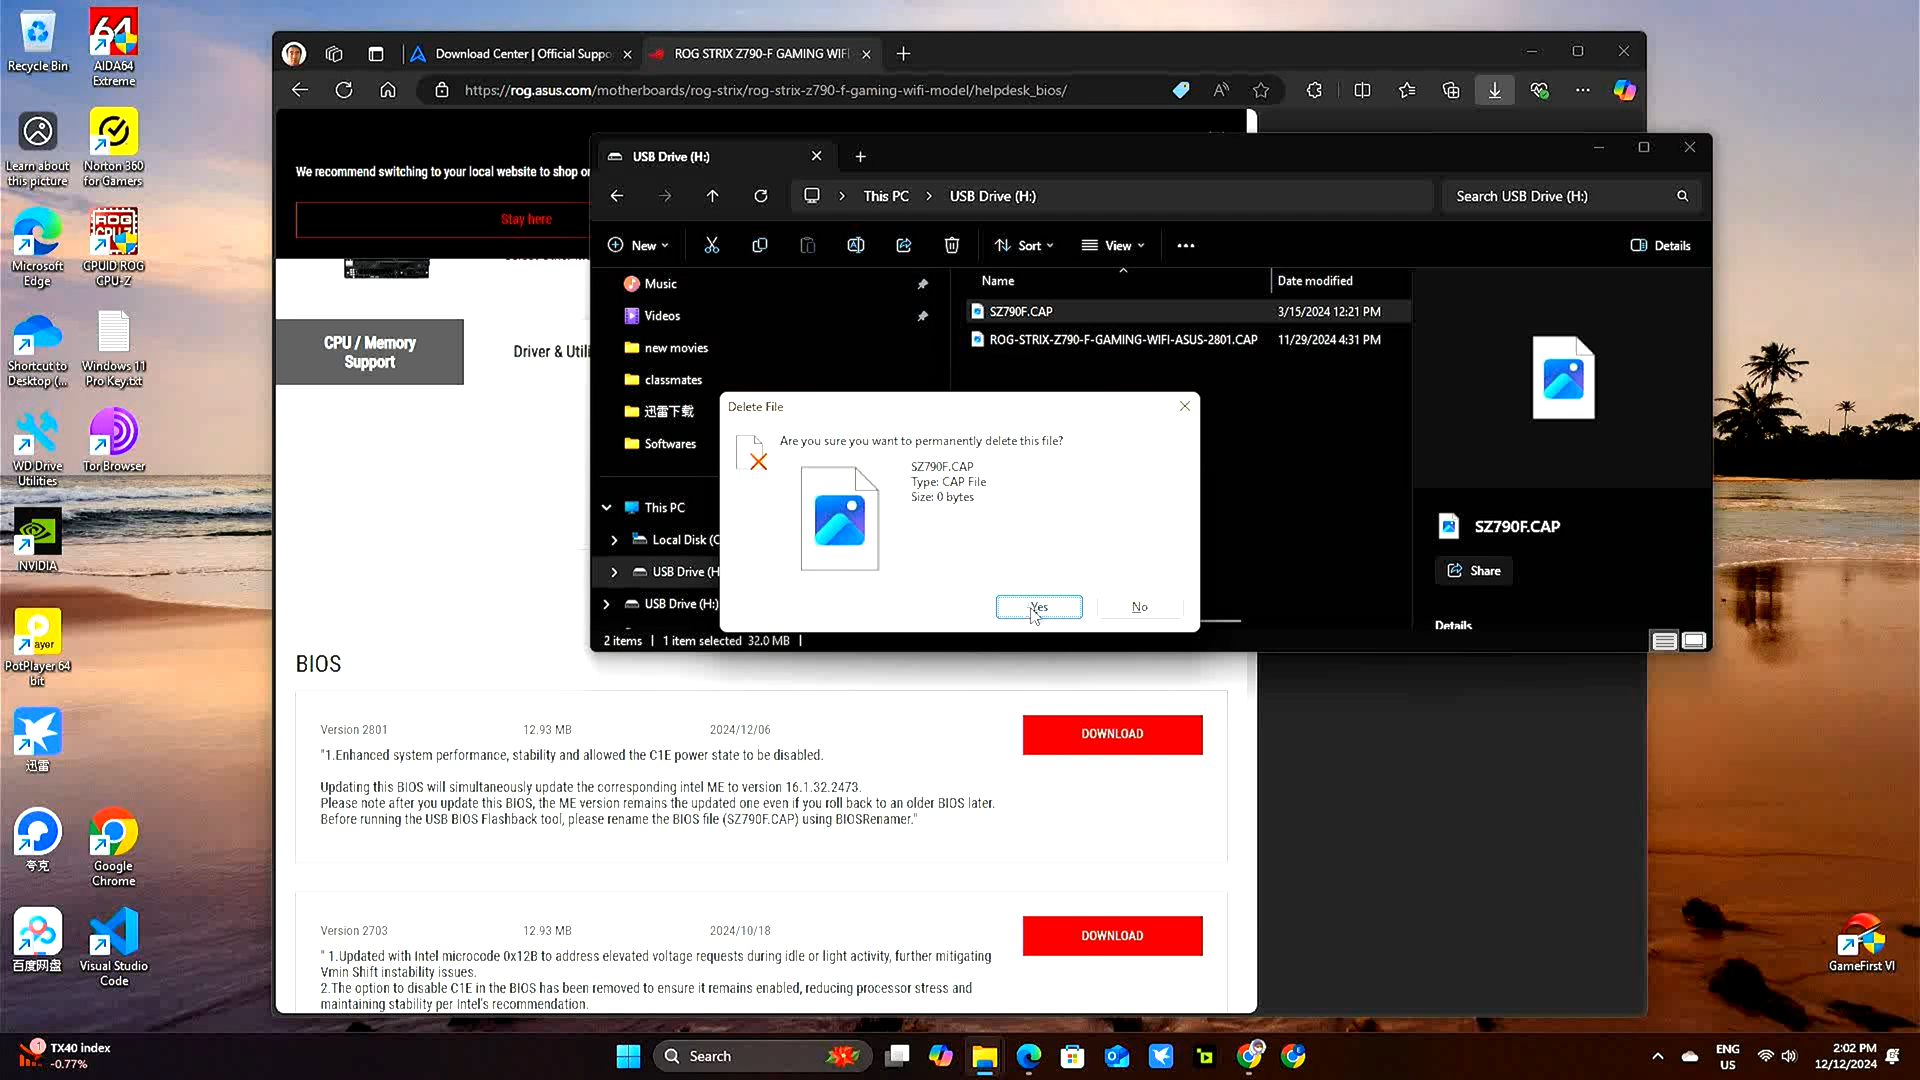 Recycle Bin
AIDA64
Extreme
Learn about
this picture
Norton 360
for Gamers
Microsoft
Edge
CPUID ROG
CPU-Z
Shortcut to
Desktop (...
Windows 11
Pro Key.txt
WD Drive
Utilities
Tor Browser
NVIDIA
PotPlayer 64
bit
迅雷
夸克
Google
Chrome
百度网盘
Visual Studio
Code
GameFirst VI
Download Center | Official Suppo
ROG STRIX Z790-F GAMING WIFI
https://rog.asus.com/motherboards/rog-strix/rog-strix-z790-f-gaming-wifi-model/helpdesk_bios/
We recommend switching to your local website to shop or
Stay here
CPU / Memory
Support
Driver & Utili
USB Drive (H:)
This PC
USB Drive (H:)
Search USB Drive (H:)
New
Sort
View
Details
Music
Videos
new movies
classmates
迅雷下载
Softwares
This PC
Local Disk (C
USB Drive (H
USB Drive (H:)
Name
Date modified
SZ790F.CAP
3/15/2024 12:21 PM
ROG-STRIX-Z790-F-GAMING-WIFI-ASUS-2801.CAP
11/29/2024 4:31 PM
SZ790F.CAP
Share
Details
2 items
1 item selected 32.0 MB
Delete File
Are you sure you want to permanently delete this file?
SZ790F.CAP
Type: CAP File
Size: 0 bytes
Yes
No
BIOS
Version 2801
12.93 MB
2024/12/06
DOWNLOAD
"1.Enhanced system performance, stability and allowed the C1E power state to be disabled.
Updating this BIOS will simultaneously update the corresponding intel ME to version 16.1.32.2473.
Please note after you update this BIOS, the ME version remains the updated one even if you roll back to an older BIOS later.
Before running the USB BIOS Flashback tool, please rename the BIOS file (SZ790F.CAP) using BIOSRenamer."
Version 2703
12.93 MB
2024/10/18
DOWNLOAD
" 1.Updated with Intel microcode 0x12B to address elevated voltage requests during idle or light activity, further mitigating
Vmin Shift instability issues.
2.The option to disable C1E in the BIOS has been removed to ensure it remains enabled, reducing processor stress and
maintaining stability per Intel's recommendation.
TX40 index
-0.77%
Search
ENG
US
2:02 PM
12/12/2024